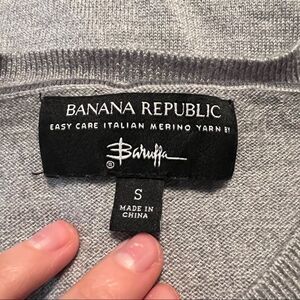 BANANA REPUBLIC
EASY CARE ITALIAN MERINO YARN BY
Baruffa
®
S
MADE IN
CHINA